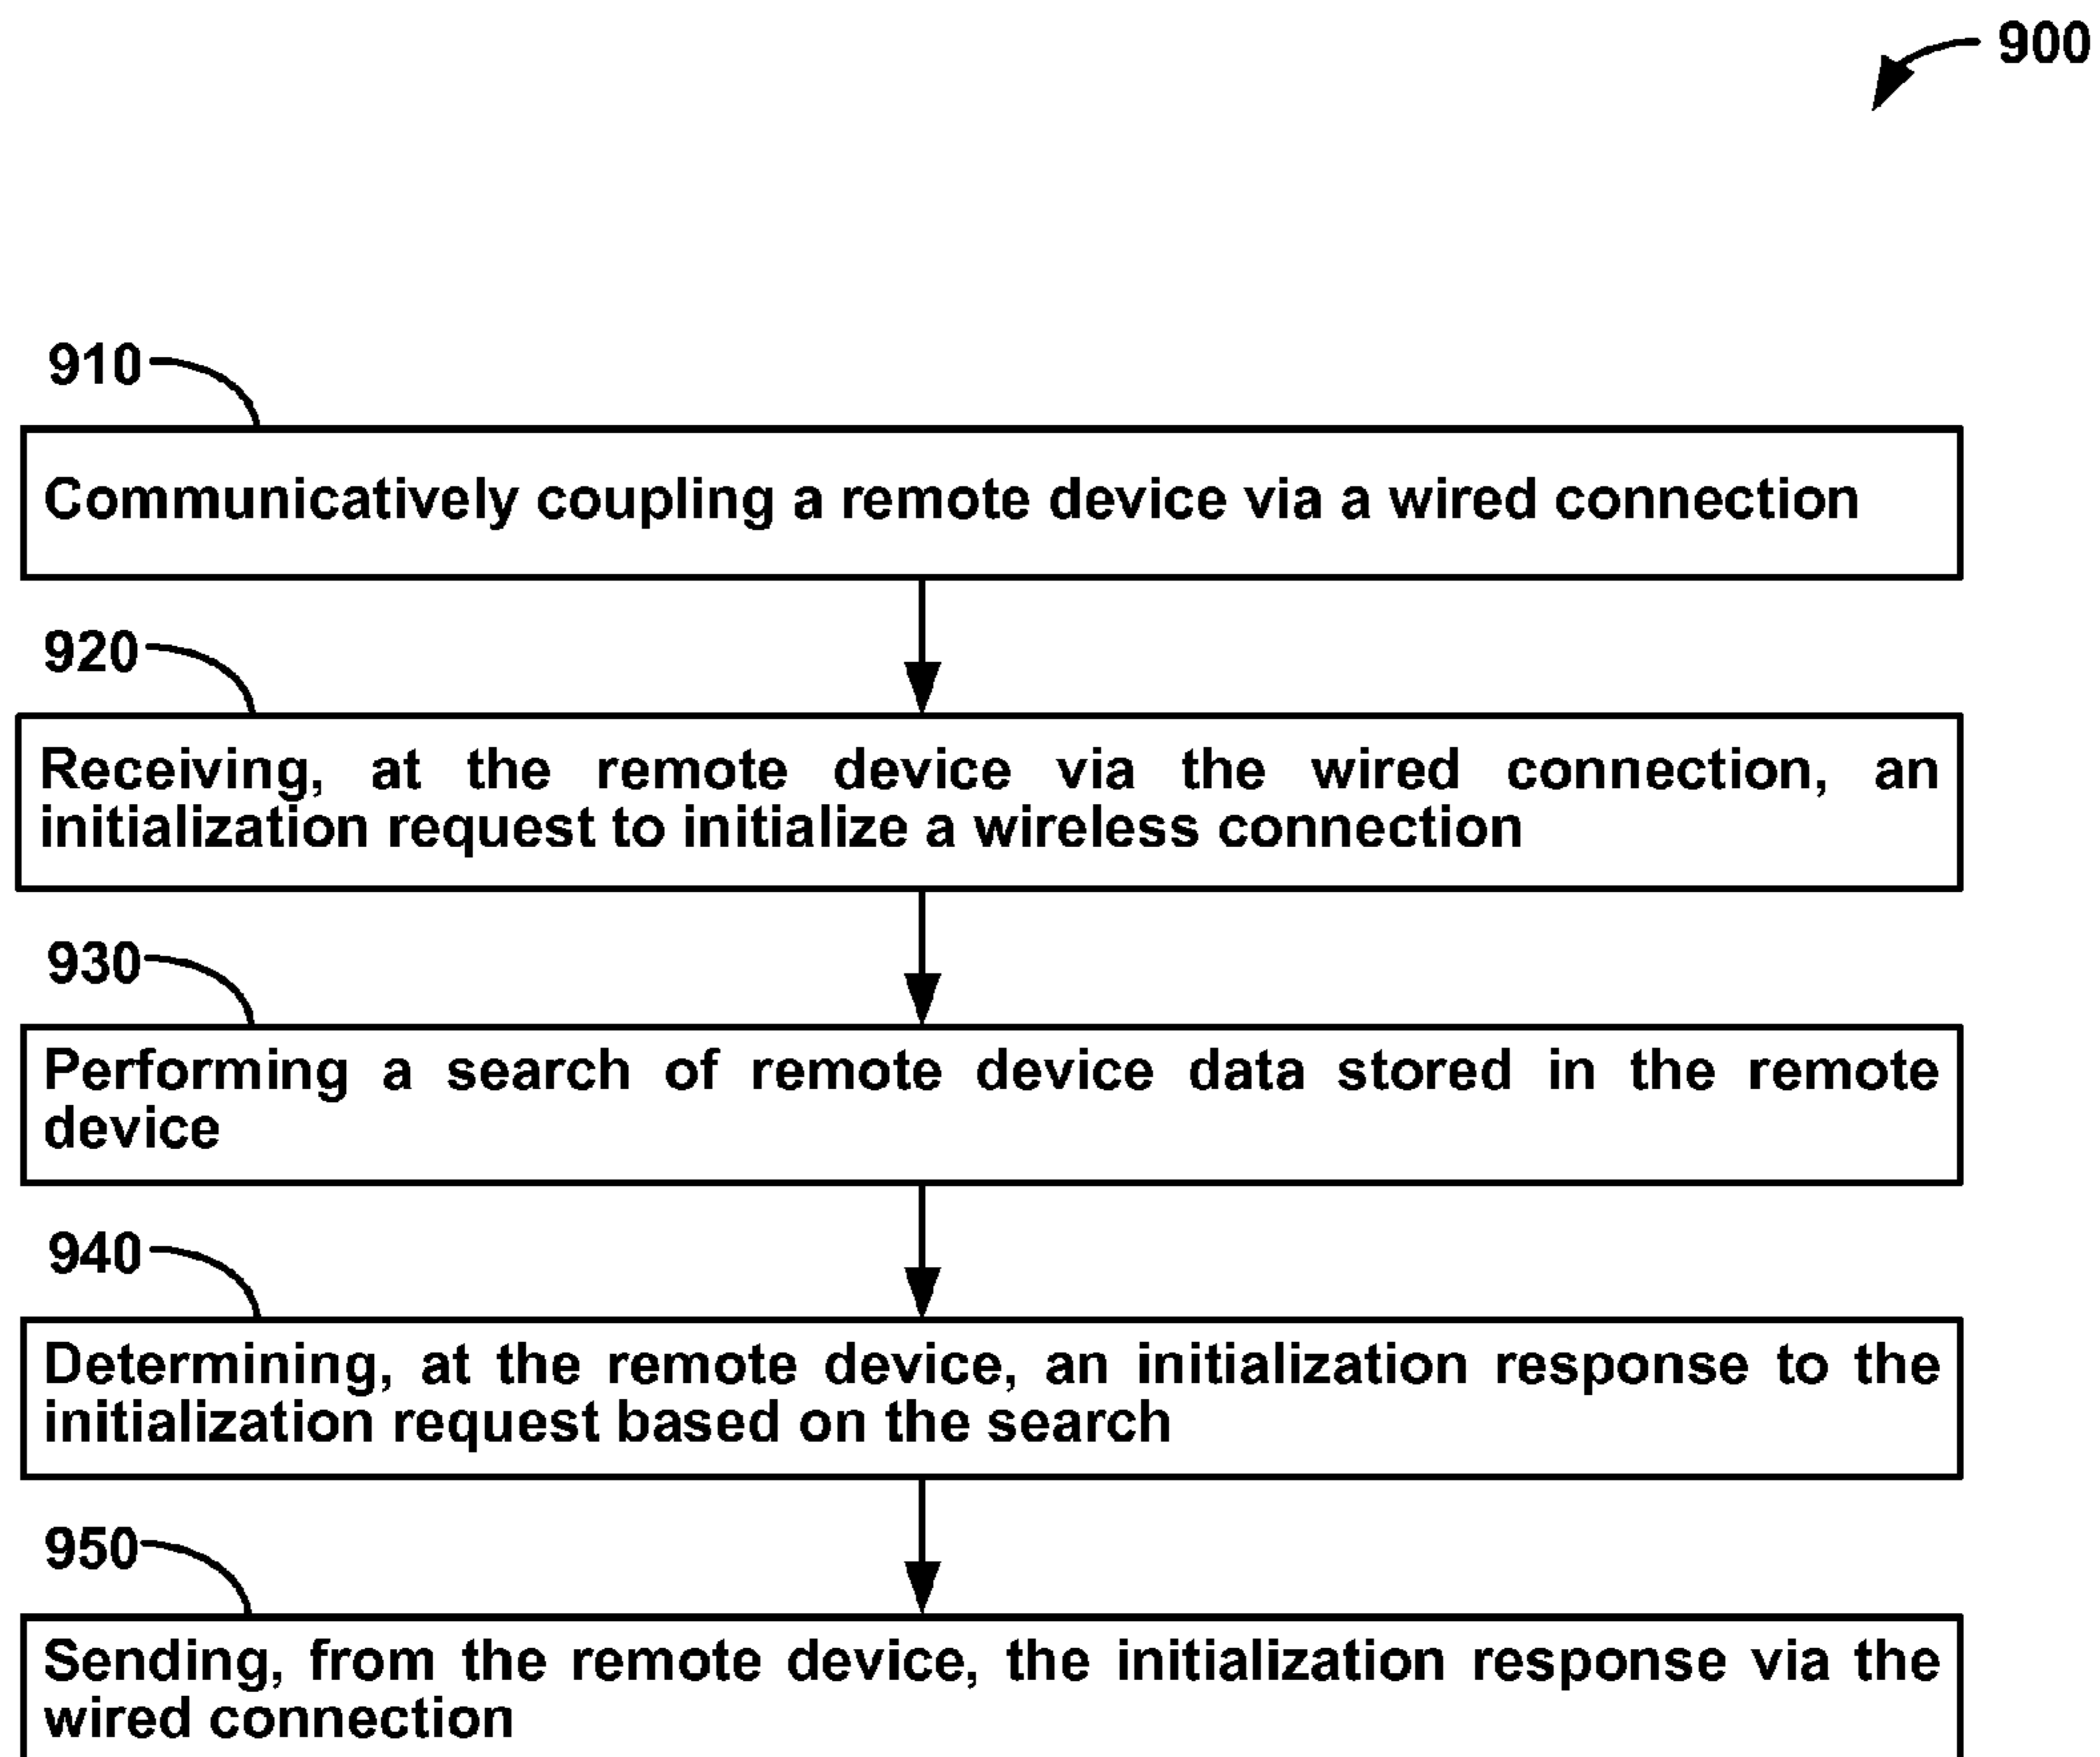 900
910
Communicatively coupling a remote device via a wired connection
920
Receiving, at the remote device via the wired connection, an
initialization request to initialize a wireless connection
930
Performing a search of remote device data stored in the remote
device
940
Determining, at the remote device, an initialization response to the
initialization request based on the search
950
Sending, from the remote device, the initialization response via the
wired connection